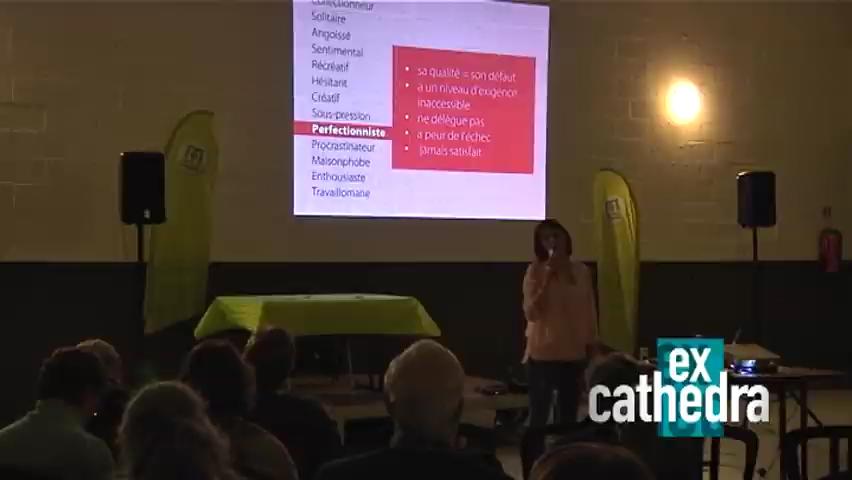 Collectionneur
Solitaire
Angoissé
Sentimental
Récréatif
Hésitant
Créatif
Sous-pression
Perfectionniste
Procrastinateur
Maisonphobe
Enthousiaste
Travaillomane
• sa qualité = son défaut
• a un niveau d'exigence
inaccessible
• ne délègue pas
• a peur de l'échec
• jamais satisfait
ex
cathedra